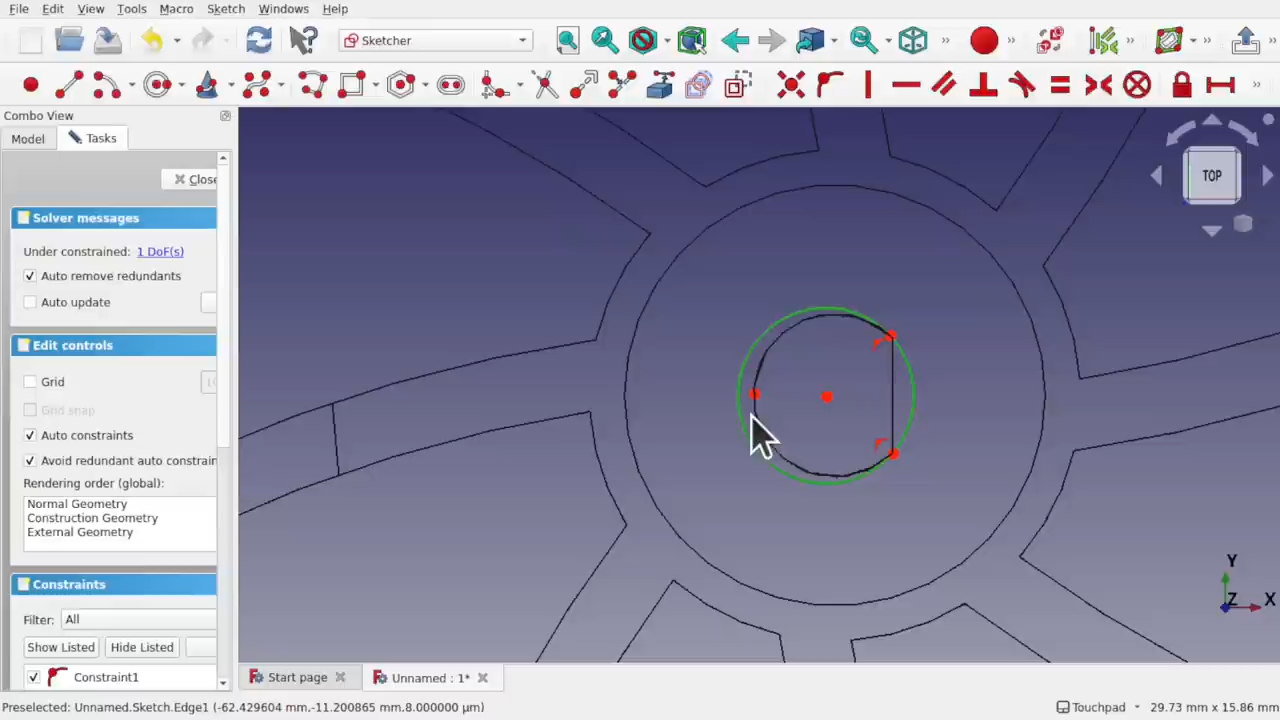 File Edit View Tools Macro Sketch Windows Help
Sketcher
Combo View
Model Tasks
Close
Solver messages
Under constrained: 1 DoF(s)
Auto remove redundants
Auto update
Edit controls
Grid
Grid snap
Auto constraints
Avoid redundant auto constrain
Rendering order (global):
Normal Geometry
Construction Geometry
External Geometry
Constraints
Filter: All
Show Listed Hide Listed
Constraint1
TOP
Y
Z X
Start page Unnamed : 1*
Preselected: Unnamed.Sketch.Edge1 (-62.429604 mm,-11.200865 mm,8.000000 µm) Touchpad 29.73 mm x 15.86 mm